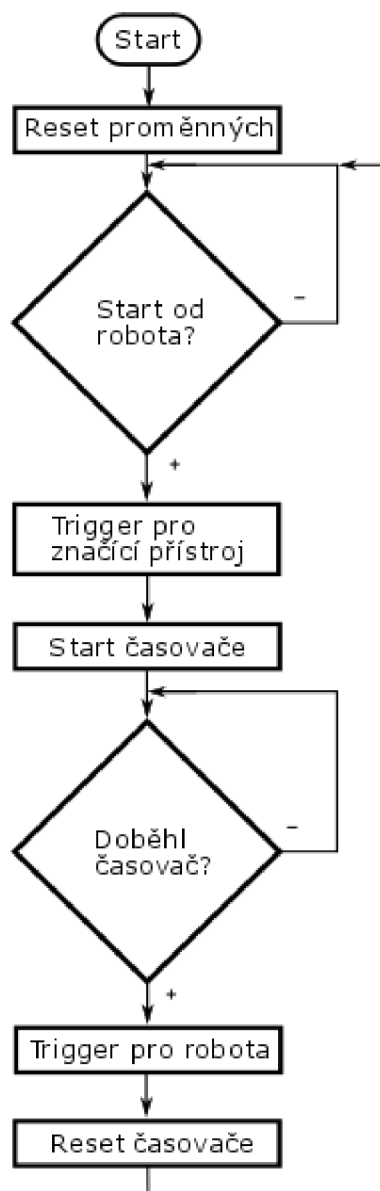 Start
Reset proměnných
Start od
robota?
-
+
Trigger pro
značící přístroj
Start časovače
Doběhl
časovač?
-
+
Trigger pro robota
Reset časovače